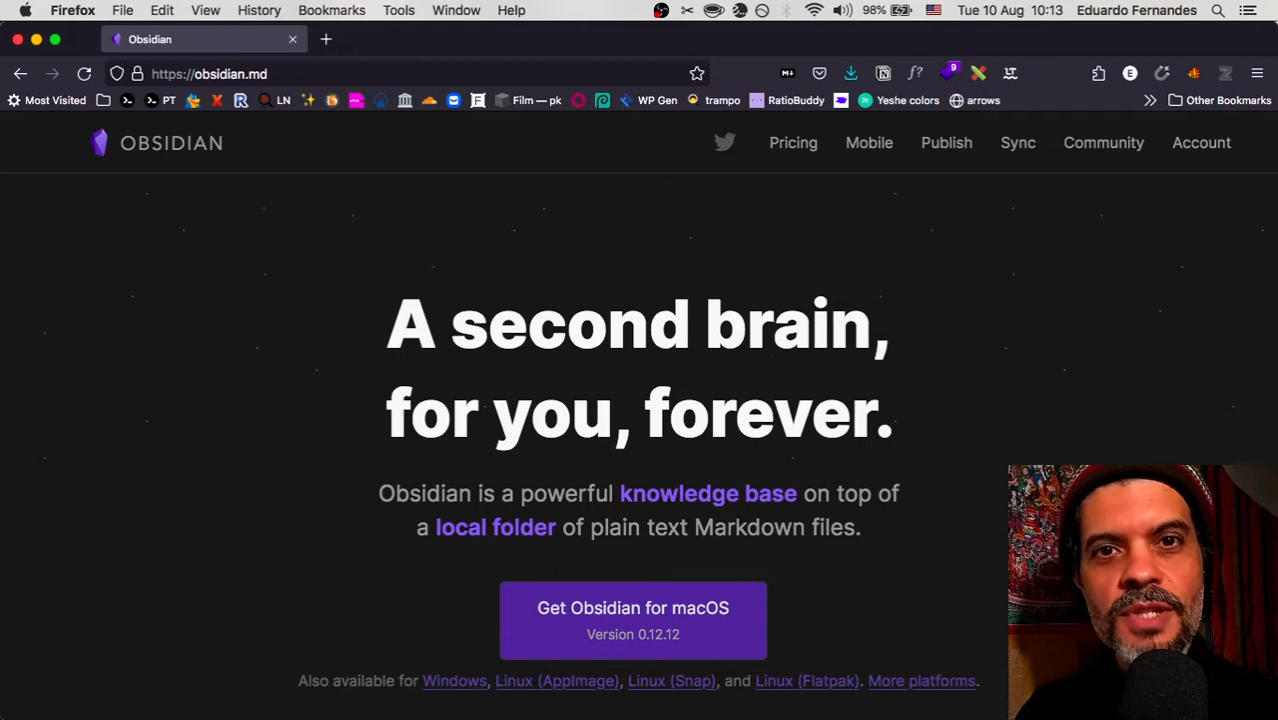 Firefox File Edit View History Bookmarks Tools Window Help 98% Tue 10 Aug 10:13 Eduardo Fernandes
Obsidian
https://obsidian.md 9 E
Most Visited PT LN Film — pk WP Gen trampo RatioBuddy Yeshe colors arrows Other Bookmarks
OBSIDIAN Pricing Mobile Publish Sync Community Account
A second brain,
for you, forever.
Obsidian is a powerful knowledge base on top of
a local folder of plain text Markdown files.
Get Obsidian for macOS
Version 0.12.12
Also available for Windows, Linux (AppImage), Linux (Snap), and Linux (Flatpak). More platforms.